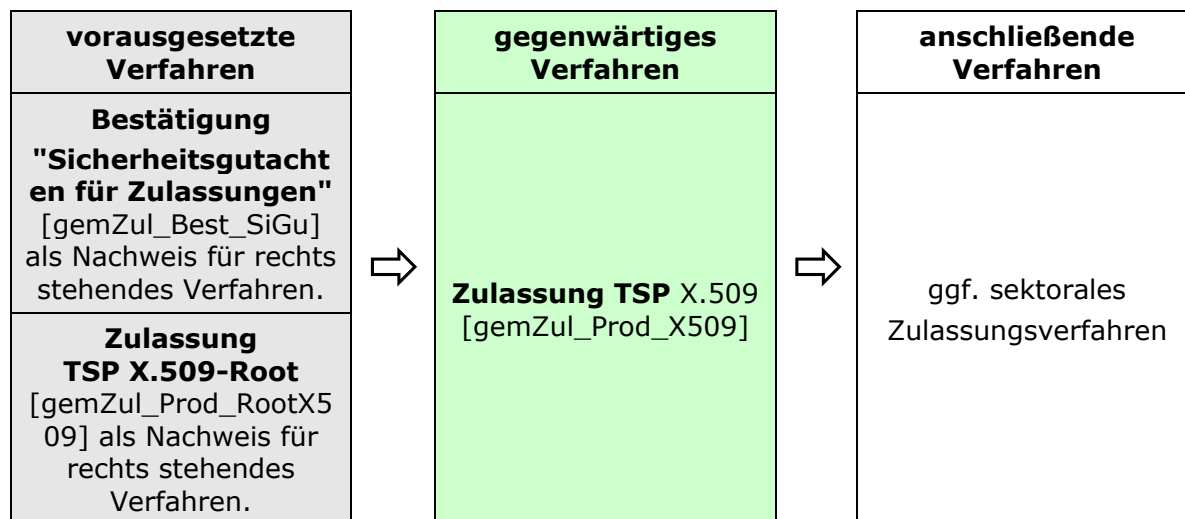 vorausgesetzte
Verfahren
Bestätigung
"Sicherheitsgutacht
en für Zulassungen"
[gemZul_Best_SiGu]
als Nachweis für rechts
stehendes Verfahren.
Zulassung
TSP X.509-Root
[gemZul_Prod_RootX5
09] als Nachweis für
rechts stehendes
Verfahren.
gegenwärtiges
Verfahren
Zulassung TSP X.509
[gemZul_Prod_X509]
anschließende
Verfahren
ggf. sektorales
Zulassungsverfahren